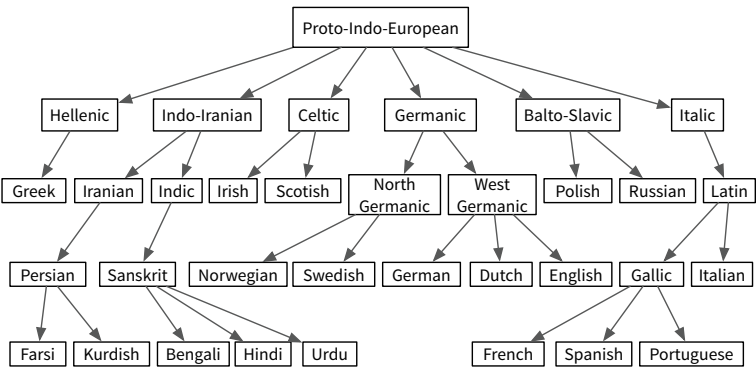 Proto-Indo-European
Hellenic
Indo-Iranian
Celtic
Germanic
Balto-Slavic
Italic
Greek
Iranian
Indic
Irish
Scotish
North
Germanic
West
Germanic
Polish
Russian
Latin
Persian
Sanskrit
Norwegian
Swedish
German
Dutch
English
Gallic
Italian
Farsi
Kurdish
Bengali
Hindi
Urdu
French
Spanish
Portuguese